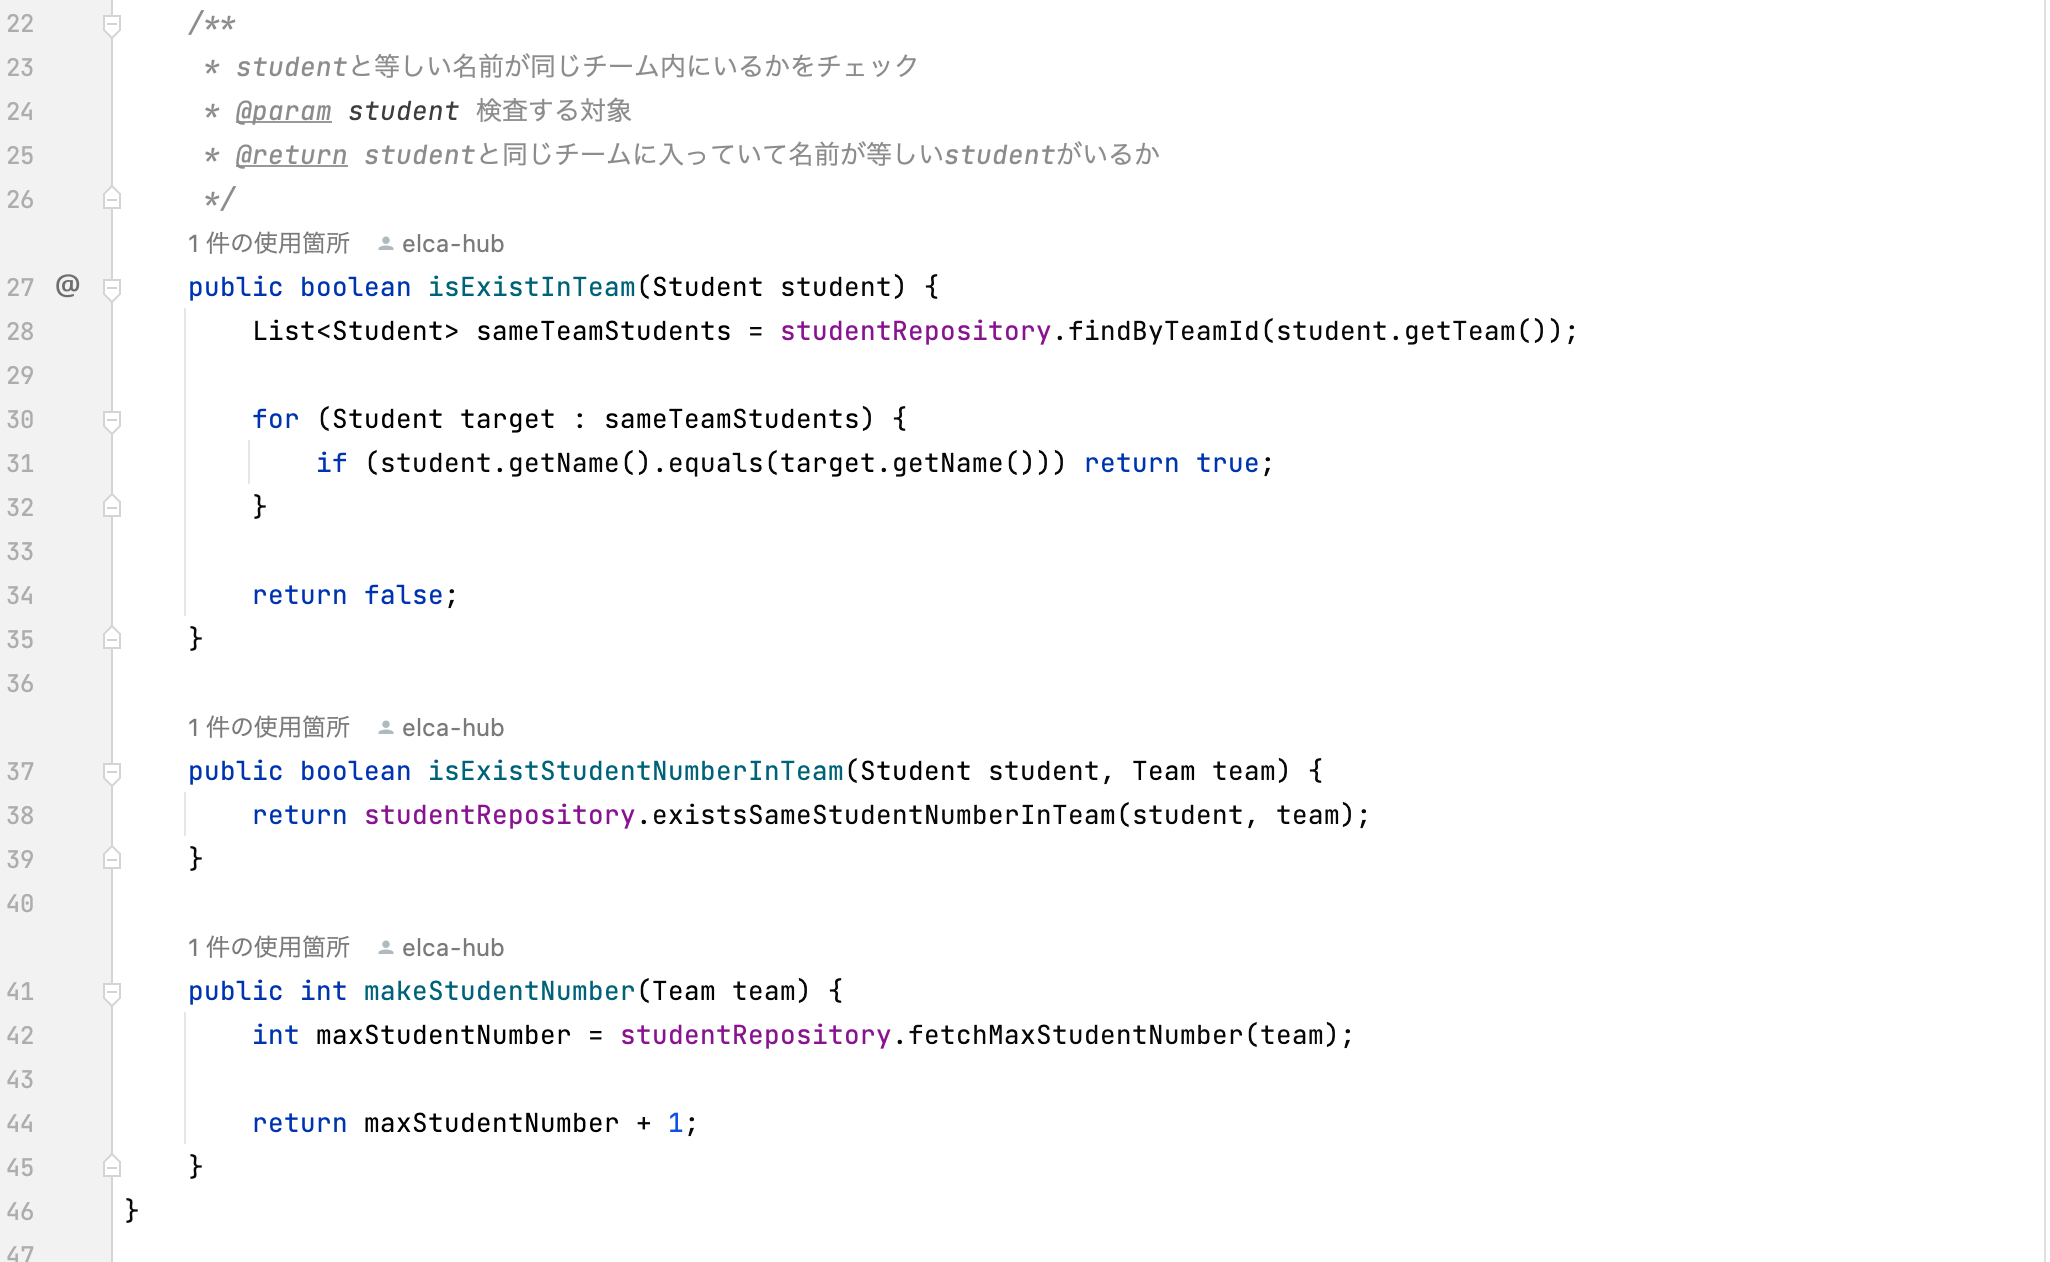 22 /**
23 * studentと等しい名前が同じチーム内にいるかをチェック
24 * @param student 検査する対象
25 * @return studentと同じチームに入っていて名前が等しいstudentがいるか
26 */
1 件の使用箇所 elca-hub
27 @ public boolean isExistInTeam(Student student) {
28 List<Student> sameTeamStudents = studentRepository.findByTeamId(student.getTeam());
29
30 for (Student target : sameTeamStudents) {
31 if (student.getName().equals(target.getName())) return true;
32 }
33
34 return false;
35 }
36
1 件の使用箇所 elca-hub
37 public boolean isExistStudentNumberInTeam(Student student, Team team) {
38 return studentRepository.existsSameStudentNumberInTeam(student, team);
39 }
40
1 件の使用箇所 elca-hub
41 public int makeStudentNumber(Team team) {
42 int maxStudentNumber = studentRepository.fetchMaxStudentNumber(team);
43
44 return maxStudentNumber + 1;
45 }
46 }
47